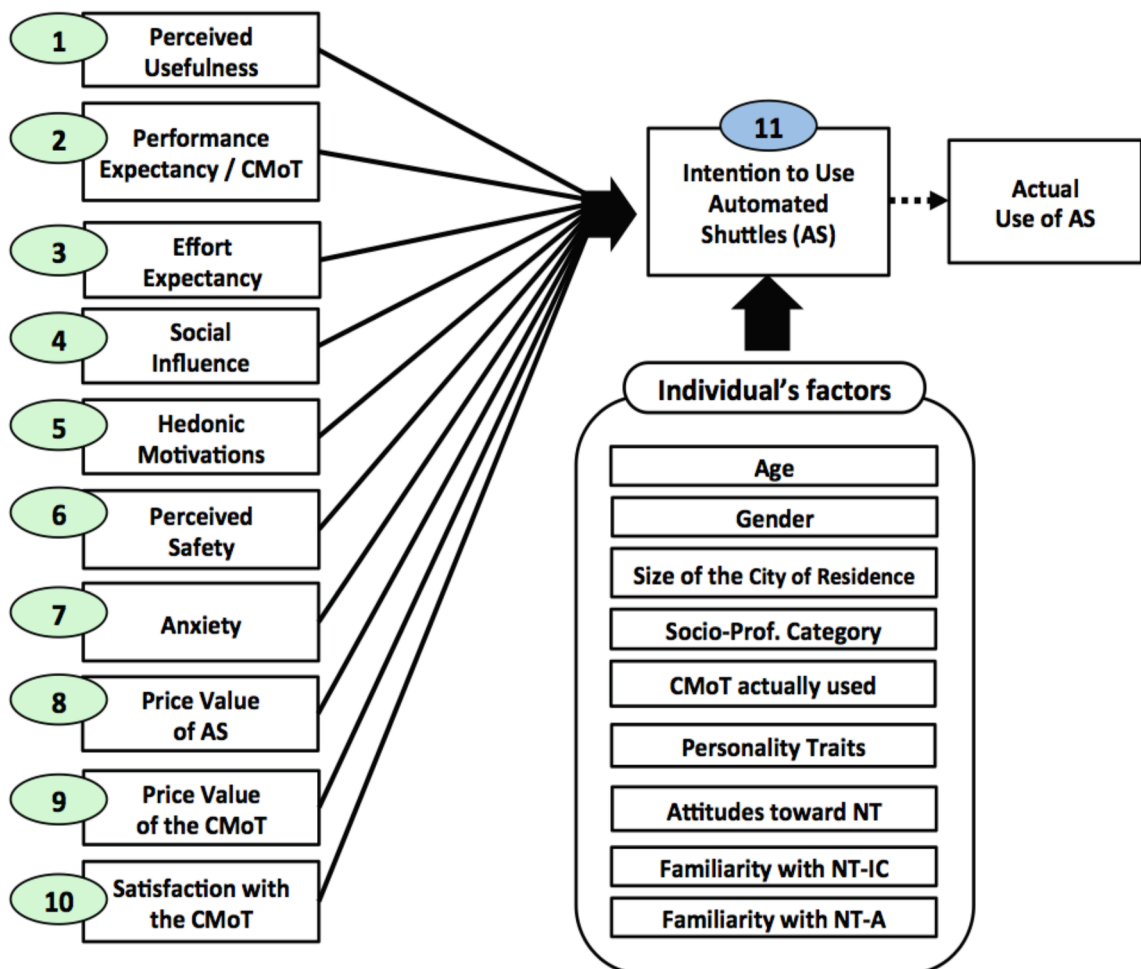 1
Perceived
Usefulness
2
Performance
Expectancy / CMoT
3
Effort
Expectancy
4
Social
Influence
5
Hedonic
Motivations
6
Perceived
Safety
7
Anxiety
8
Price Value
of AS
9
Price Value
of the CMoT
10
Satisfaction with
the CMoT
11
Intention to Use
Automated
Shuttles (AS)
Actual
Use of AS
Individual's factors
Age
Gender
Size of the City of Residence
Socio-Prof. Category
CMoT actually used
Personality Traits
Attitudes toward NT
Familiarity with NT-IC
Familiarity with NT-A